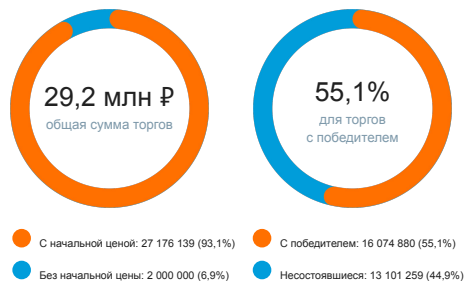 29,2 млн ₽
общая сумма торгов
55,1%
для торгов
с победителем
С начальной ценой: 27 176 139 (93,1%)
Без начальной цены: 2 000 000 (6,9%)
С победителем: 16 074 880 (55,1%)
Несостоявшиеся: 13 101 259 (44,9%)